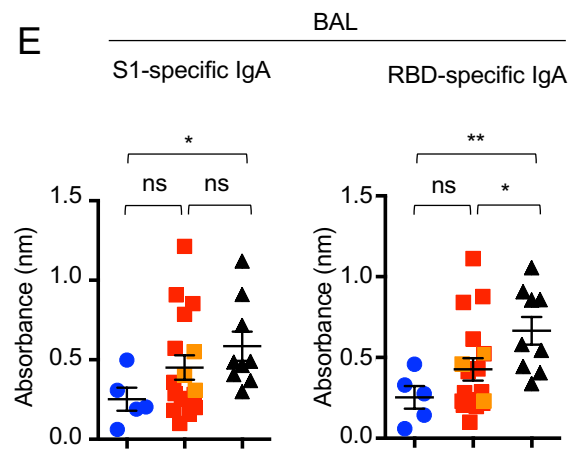 E
BAL
S1-specific IgA
RBD-specific IgA
*
ns
ns
Absorbance (nm)
1.5
1.0
0.5
0.0
**
ns
*
Absorbance (nm)
1.5
1.0
0.5
0.0